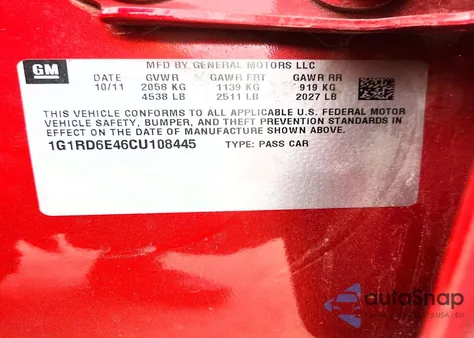 GM
MFD BY GENERAL MOTORS LLC
DATE GVWR GAWR FRT GAWR RR
10/11 2058 KG 1139 KG 919 KG
4538 LB 2511 LB 2027 LB
THIS VEHICLE CONFORMS TO ALL APPLICABLE U.S. FEDERAL MOTOR
VEHICLE SAFETY, BUMPER, AND THEFT PREVENTION STANDARDS IN
EFFECT ON THE DATE OF MANUFACTURE SHOWN ABOVE.
1G1RD6E46CU108445 TYPE: PASS CAR
autoSnap